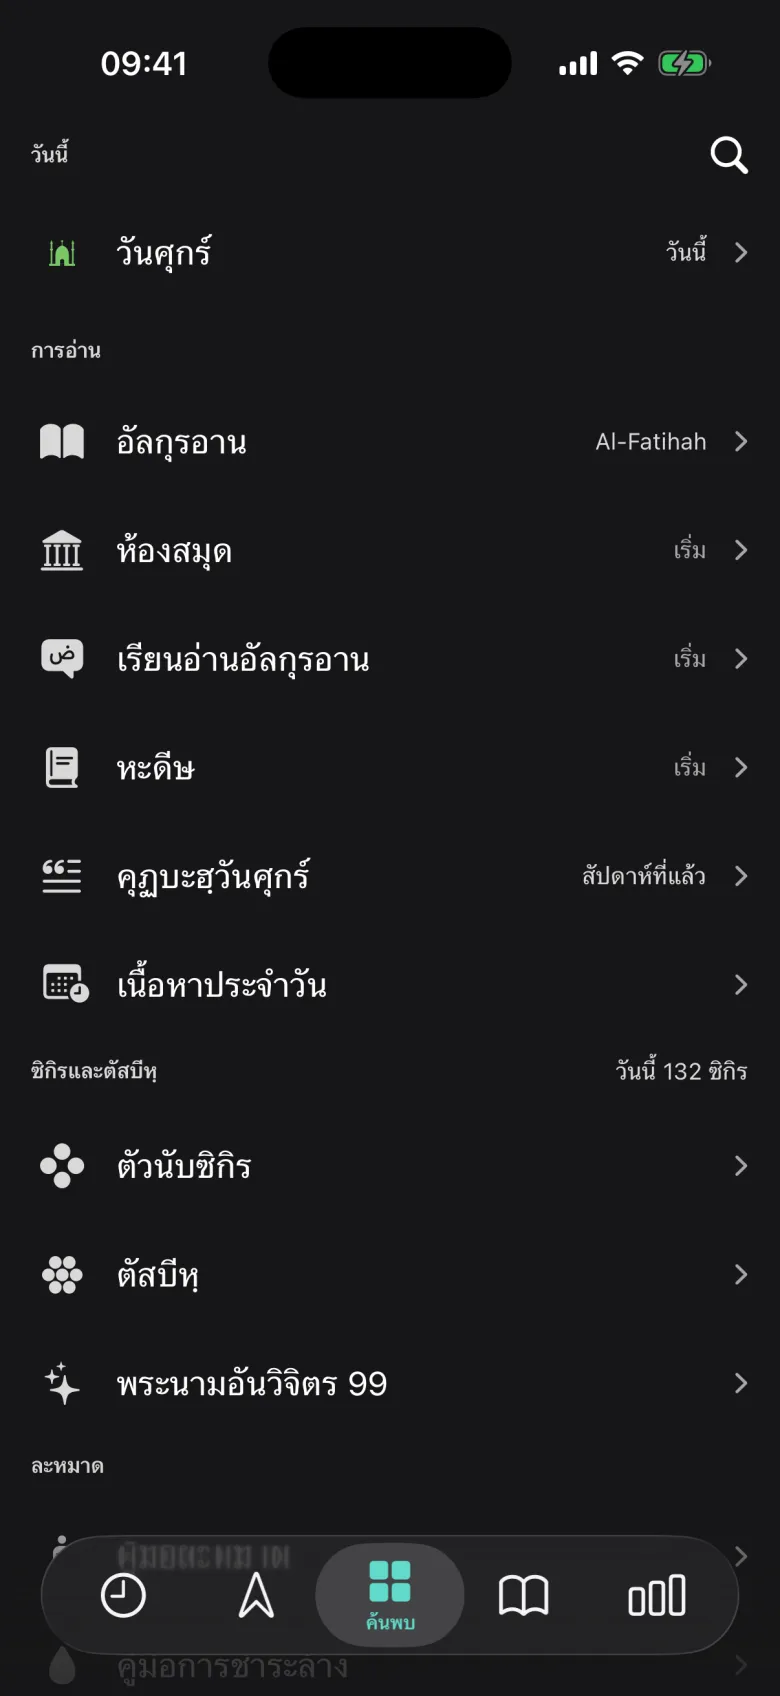 09:41
วันนี้
วันศุกร์ วันนี้
การอ่าน
อัลกุรอาน Al-Fatihah
ห้องสมุด เริ่ม
ض
เรียนอ่านอัลกุรอาน เริ่ม
หะดีษ เริ่ม
คุฏบะฮฺวันศุกร์ สัปดาห์ที่แล้ว
เนื้อหาประจำวัน
ซิกิรและตัสบีหฺ วันนี้ 132 ซิกิร
ตัวนับซิกิร
ตัสบีหฺ
พระนามอันวิจิตร 99
ละหมาด
ค้นพบ
คู่มือการชำระล้าง